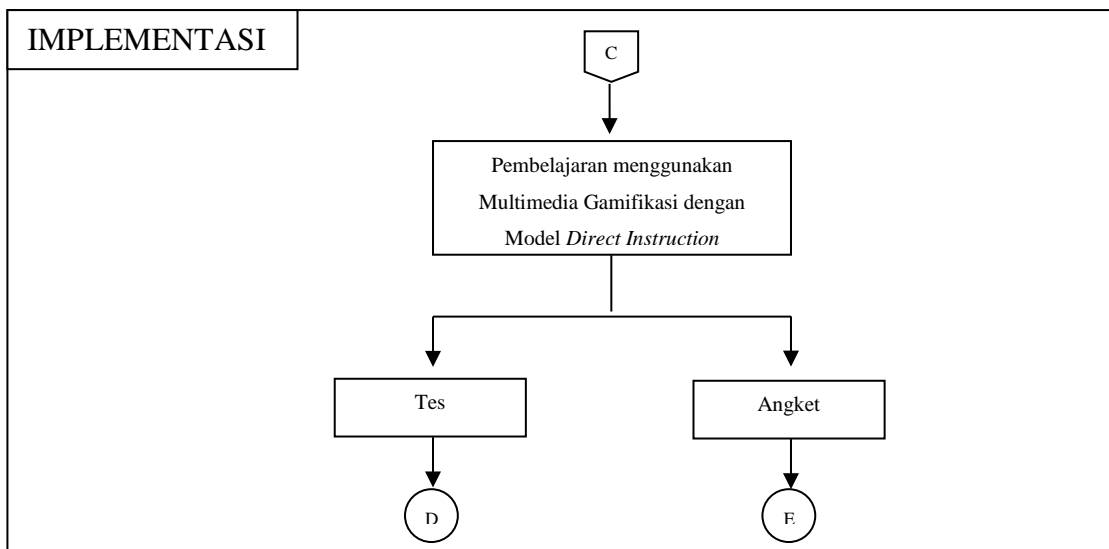 IMPLEMENTASI
C
Pembelajaran menggunakan
Multimedia Gamifikasi dengan
Model Direct Instruction
Tes
Angket
D
E